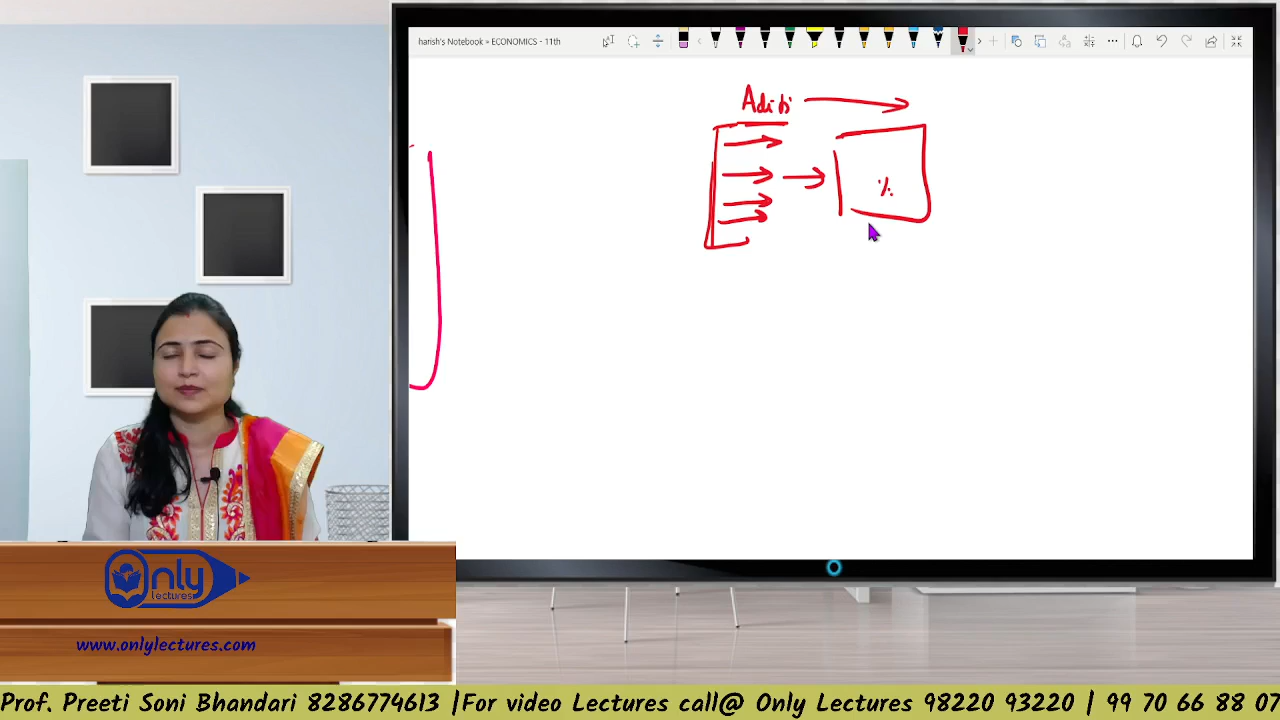 harish's Notebook » ECONOMICS - 11th
Aditi
%
Only
lectures
www.onlylectures.com
Prof. Preeti Soni Bhandari 8286774613 |For video Lectures call@ Only Lectures 98220 93220 | 99 70 66 88 07